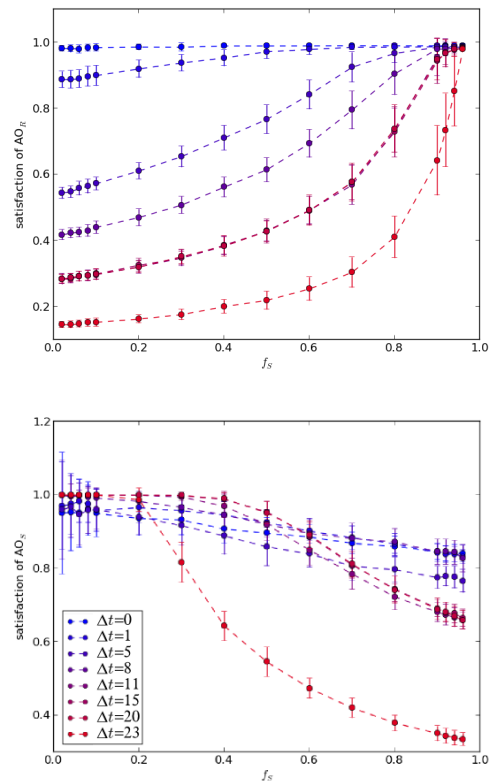 satisfaction of AO_R
1.0
0.8
0.6
0.4
0.2
0.0 0.2 0.4 0.6 0.8 1.0
f_S
satisfaction of AO_S
1.2
1.0
0.8
0.6
0.4
Δt=0
Δt=1
Δt=5
Δt=8
Δt=11
Δt=15
Δt=20
Δt=23
0.0 0.2 0.4 0.6 0.8 1.0
f_S